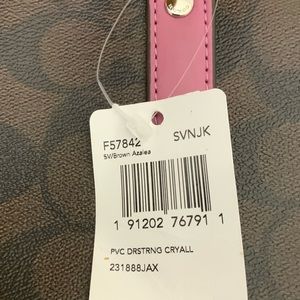 F57842 SVNJK
SV/Brown Azalea
1 91202 76791 1
PVC DRSTRNG CRYALL
231888JAX